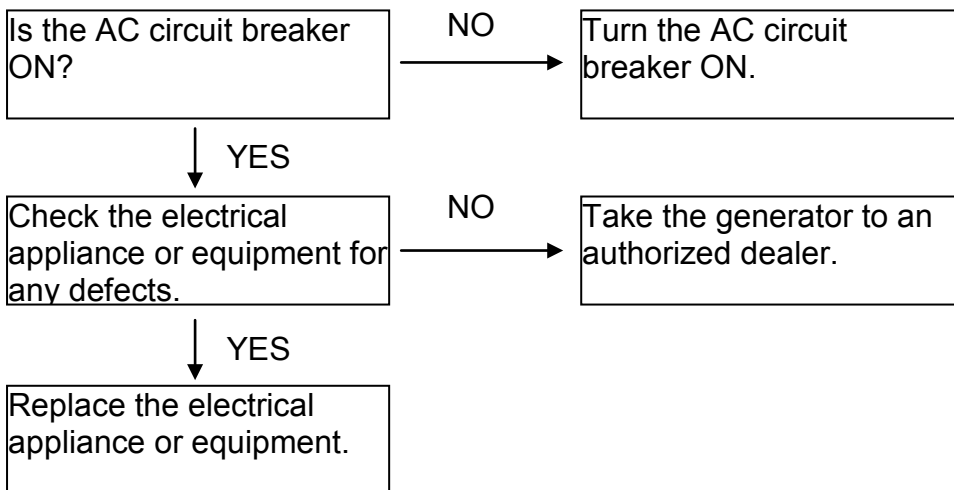 Is the AC circuit breaker
ON?
NO
Turn the AC circuit
breaker ON.
YES
Check the electrical
appliance or equipment for
any defects.
NO
Take the generator to an
authorized dealer.
YES
Replace the electrical
appliance or equipment.